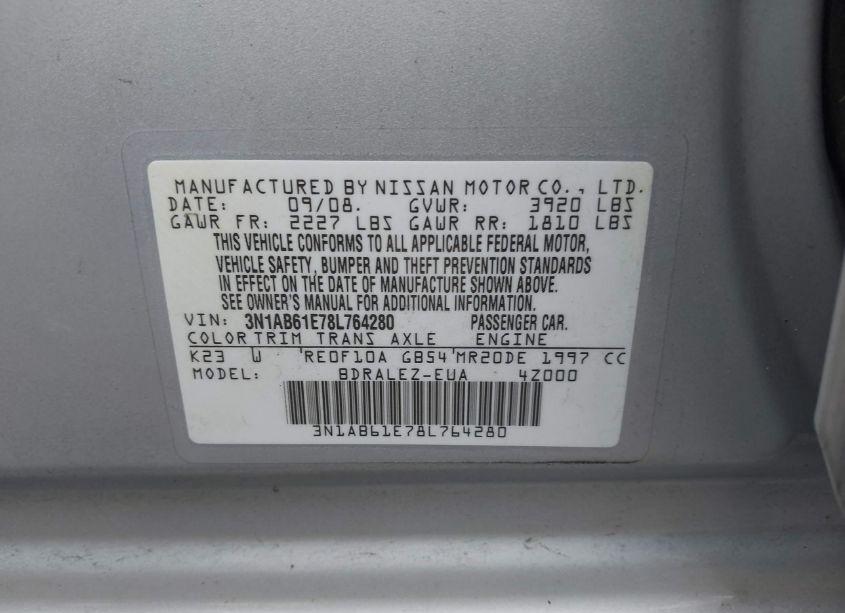 MANUFACTURED BY NISSAN MOTOR CO., LTD.
DATE: 09/08. GVWR: 3920 LBS
GAWR FR: 2227 LBS GAWR RR: 1810 LBS
THIS VEHICLE CONFORMS TO ALL APPLICABLE FEDERAL MOTOR,
VEHICLE SAFETY, BUMPER AND THEFT PREVENTION STANDARDS
IN EFFECT ON THE DATE OF MANUFACTURE SHOWN ABOVE.
SEE OWNER'S MANUAL FOR ADDITIONAL INFORMATION.
VIN: 3N1AB61E78L764280 PASSENGER CAR.
COLOR TRIM TRANS AXLE ENGINE
K23 W RE0F10A GB54 MR20DE 1997 CC
MODEL: BDRALEZ-EUA 4Z000
3N1AB61E78L764280